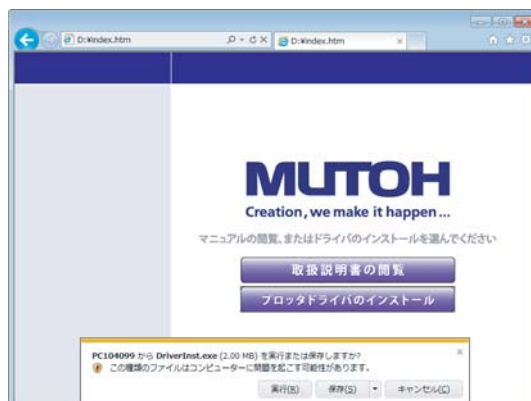 D:¥index.htm
D:¥index.htm
MUTOH
Creation, we make it happen...
マニュアルの閲覧、またはドライバのインストールを選んでください
取扱説明書の閲覧
プロッタドライバのインストール
PC104099 から DriverInst.exe (2.00 MB) を実行または保存しますか?
この種類のファイルはコンピューターに問題を起こす可能性があります。
実行(R) 保存(S) キャンセル(C)